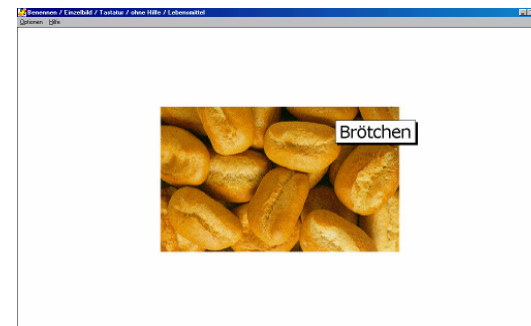 Benennen / Einzelbild / Tastatur / ohne Hilfe / Lebensmittel
Optionen Hilfe
Brötchen